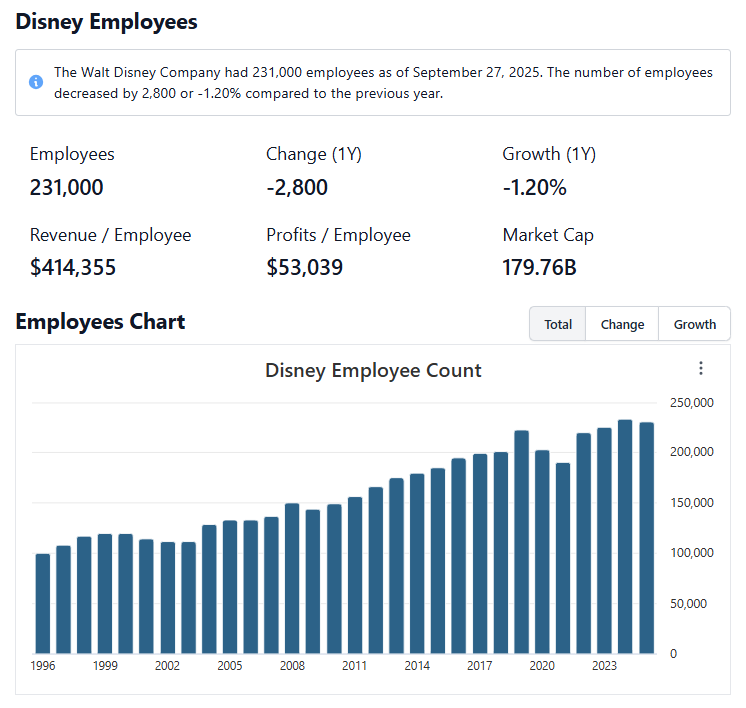 Disney Employees
The Walt Disney Company had 231,000 employees as of September 27, 2025. The number of employees
decreased by 2,800 or -1.20% compared to the previous year.
Employees
Change (1Y)
Growth (1Y)
231,000
-2,800
-1.20%
Revenue / Employee
Profits / Employee
Market Cap
$414,355
$53,039
179.76B
Employees Chart
Total
Change
Growth
Disney Employee Count
250,000
200,000
150,000
100,000
50,000
0
1996
1999
2002
2005
2008
2011
2014
2017
2020
2023